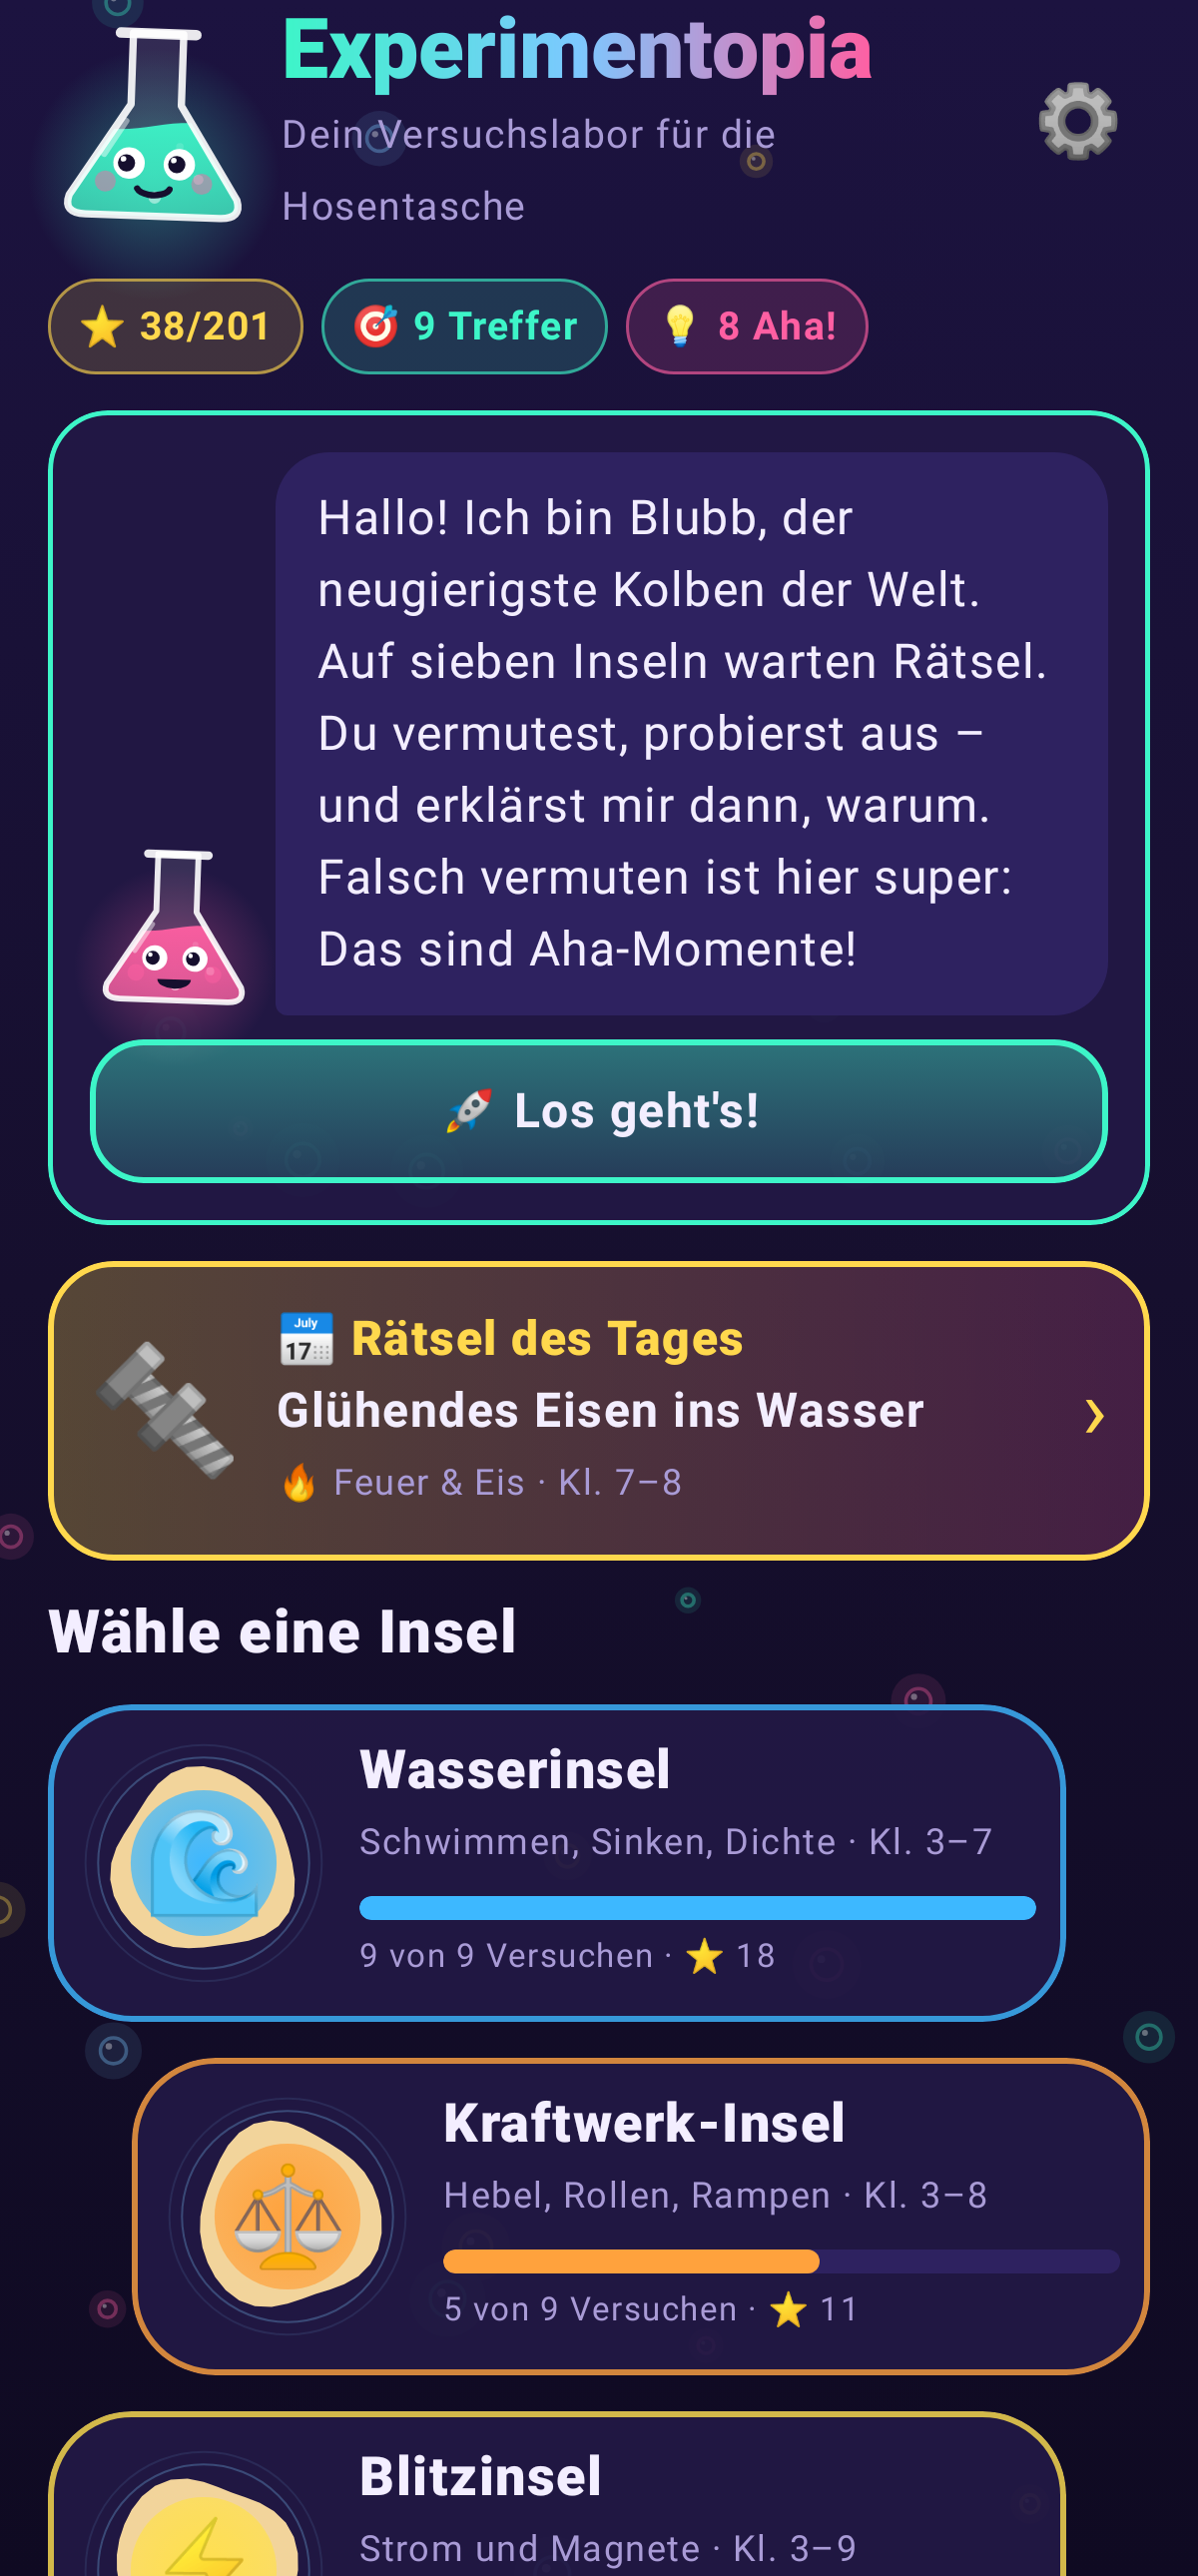 Experimentopia
Dein Versuchslabor für die
Hosentasche
38/201
9 Treffer
8 Aha!
Hallo! Ich bin Blubb, der
neugierigste Kolben der Welt.
Auf sieben Inseln warten Rätsel.
Du vermutest, probierst aus –
und erklärst mir dann, warum.
Falsch vermuten ist hier super:
Das sind Aha-Momente!
Los geht's!
July
17
Rätsel des Tages
Glühendes Eisen ins Wasser
Feuer & Eis · Kl. 7–8
Wähle eine Insel
Wasserinsel
Schwimmen, Sinken, Dichte · Kl. 3–7
9 von 9 Versuchen · ⭐ 18
Kraftwerk-Insel
Hebel, Rollen, Rampen · Kl. 3–8
5 von 9 Versuchen · ⭐ 11
Blitzinsel
Strom und Magnete · Kl. 3–9